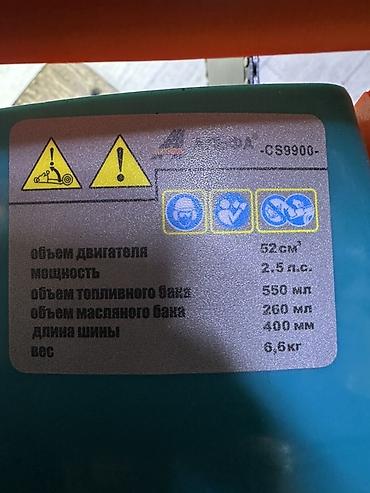 АЛЬФА® -CS9900-
объем двигателя 52см³
мощность 2.5 л.с.
объем топливного бака 550 мл
объем масляного бака 260 мл
длина шины 400 мм
вес 6,6кг